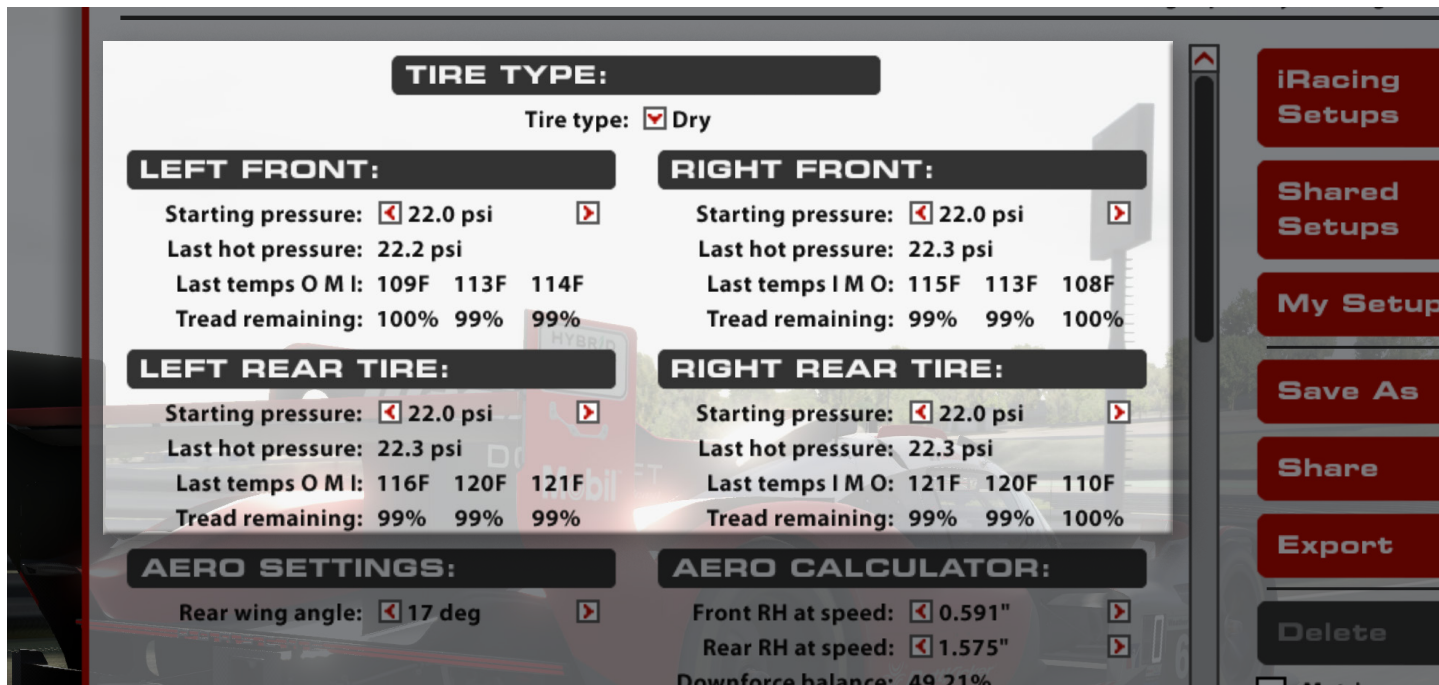 TIRE TYPE:
Tire type: Dry
LEFT FRONT:
Starting pressure: 22.0 psi
Last hot pressure: 22.2 psi
Last temps O M I: 109F 113F 114F
Tread remaining: 100% 99% 99%
RIGHT FRONT:
Starting pressure: 22.0 psi
Last hot pressure: 22.3 psi
Last temps I M O: 115F 113F 108F
Tread remaining: 99% 99% 100%
HYBRID
LEFT REAR TIRE:
Starting pressure: 22.0 psi
Last hot pressure: 22.3 psi
Last temps O M I: 116F 120F 121F
Tread remaining: 99% 99% 99%
Mobil
RIGHT REAR TIRE:
Starting pressure: 22.0 psi
Last hot pressure: 22.3 psi
Last temps I M O: 121F 120F 110F
Tread remaining: 99% 99% 100%
AERO SETTINGS:
Rear wing angle: 17 deg
AERO CALCULATOR:
Front RH at speed: 0.591"
Rear RH at speed: 1.575"
Downforce balance: 49.21%
iRacing
Setups
Shared
Setups
My Setup
Save As
Share
Export
Delete